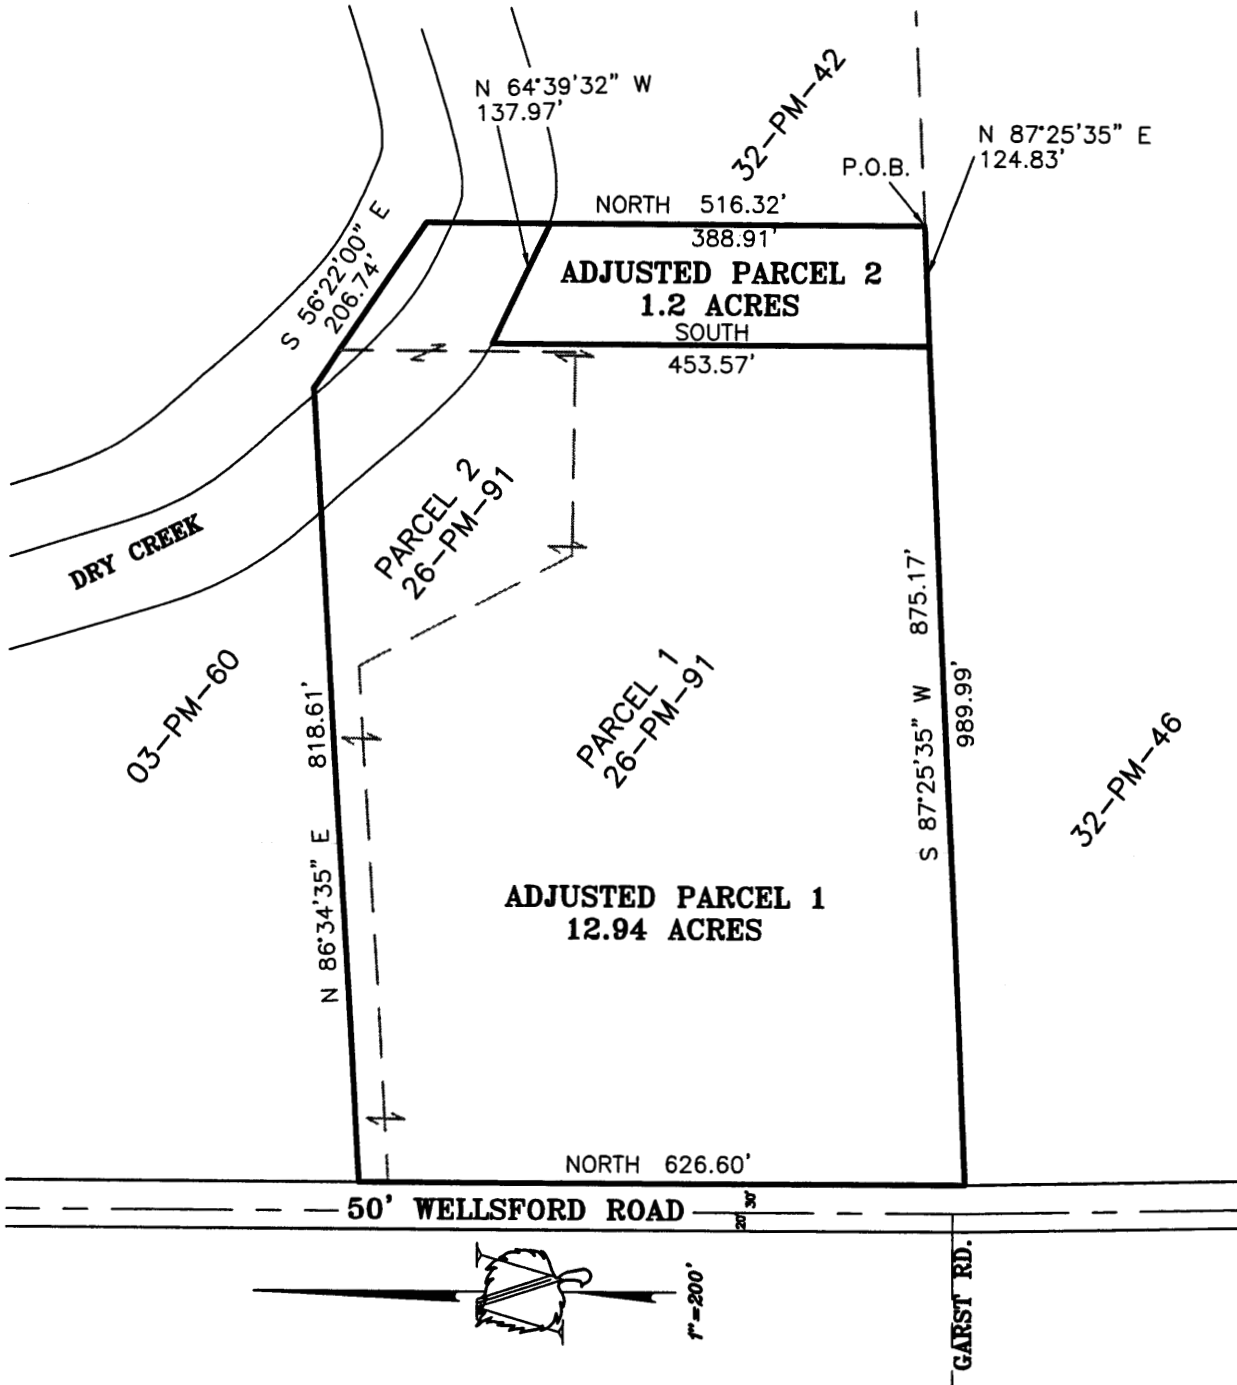 N 64°39'32" W
137.97'
32-PM-42
N 87°25'35" E
124.83'
P.O.B.
NORTH 516.32'
388.91'
S 56°22'00" E
206.74'
ADJUSTED PARCEL 2
1.2 ACRES
SOUTH
453.57'
PARCEL 2
26-PM-91
DRY CREEK
03-PM-60
PARCEL 1
26-PM-91
N 86°34'35" E 818.61'
S 87°25'35" W 875.17'
989.99'
32-PM-46
ADJUSTED PARCEL 1
12.94 ACRES
NORTH 626.60'
50' WELLSFORD ROAD
20' 30'
1"=200'
GARST RD.